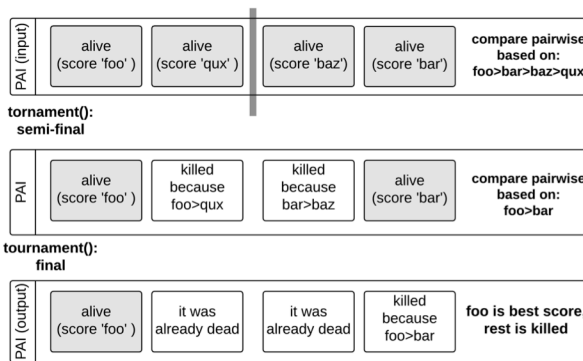 PAI (input)
alive
(score 'foo' )
alive
(score 'qux' )
alive
(score 'baz')
alive
(score 'bar')
compare pairwise
based on:
foo>bar>baz>qux
tornament():
semi-final
PAI
alive
(score 'foo' )
killed
because
foo>qux
killed
because
bar>baz
alive
(score 'bar')
compare pairwise
based on:
foo>bar
tournament():
final
PAI (output)
alive
(score 'foo' )
it was
already dead
it was
already dead
killed
because
foo>bar
foo is best score,
rest is killed